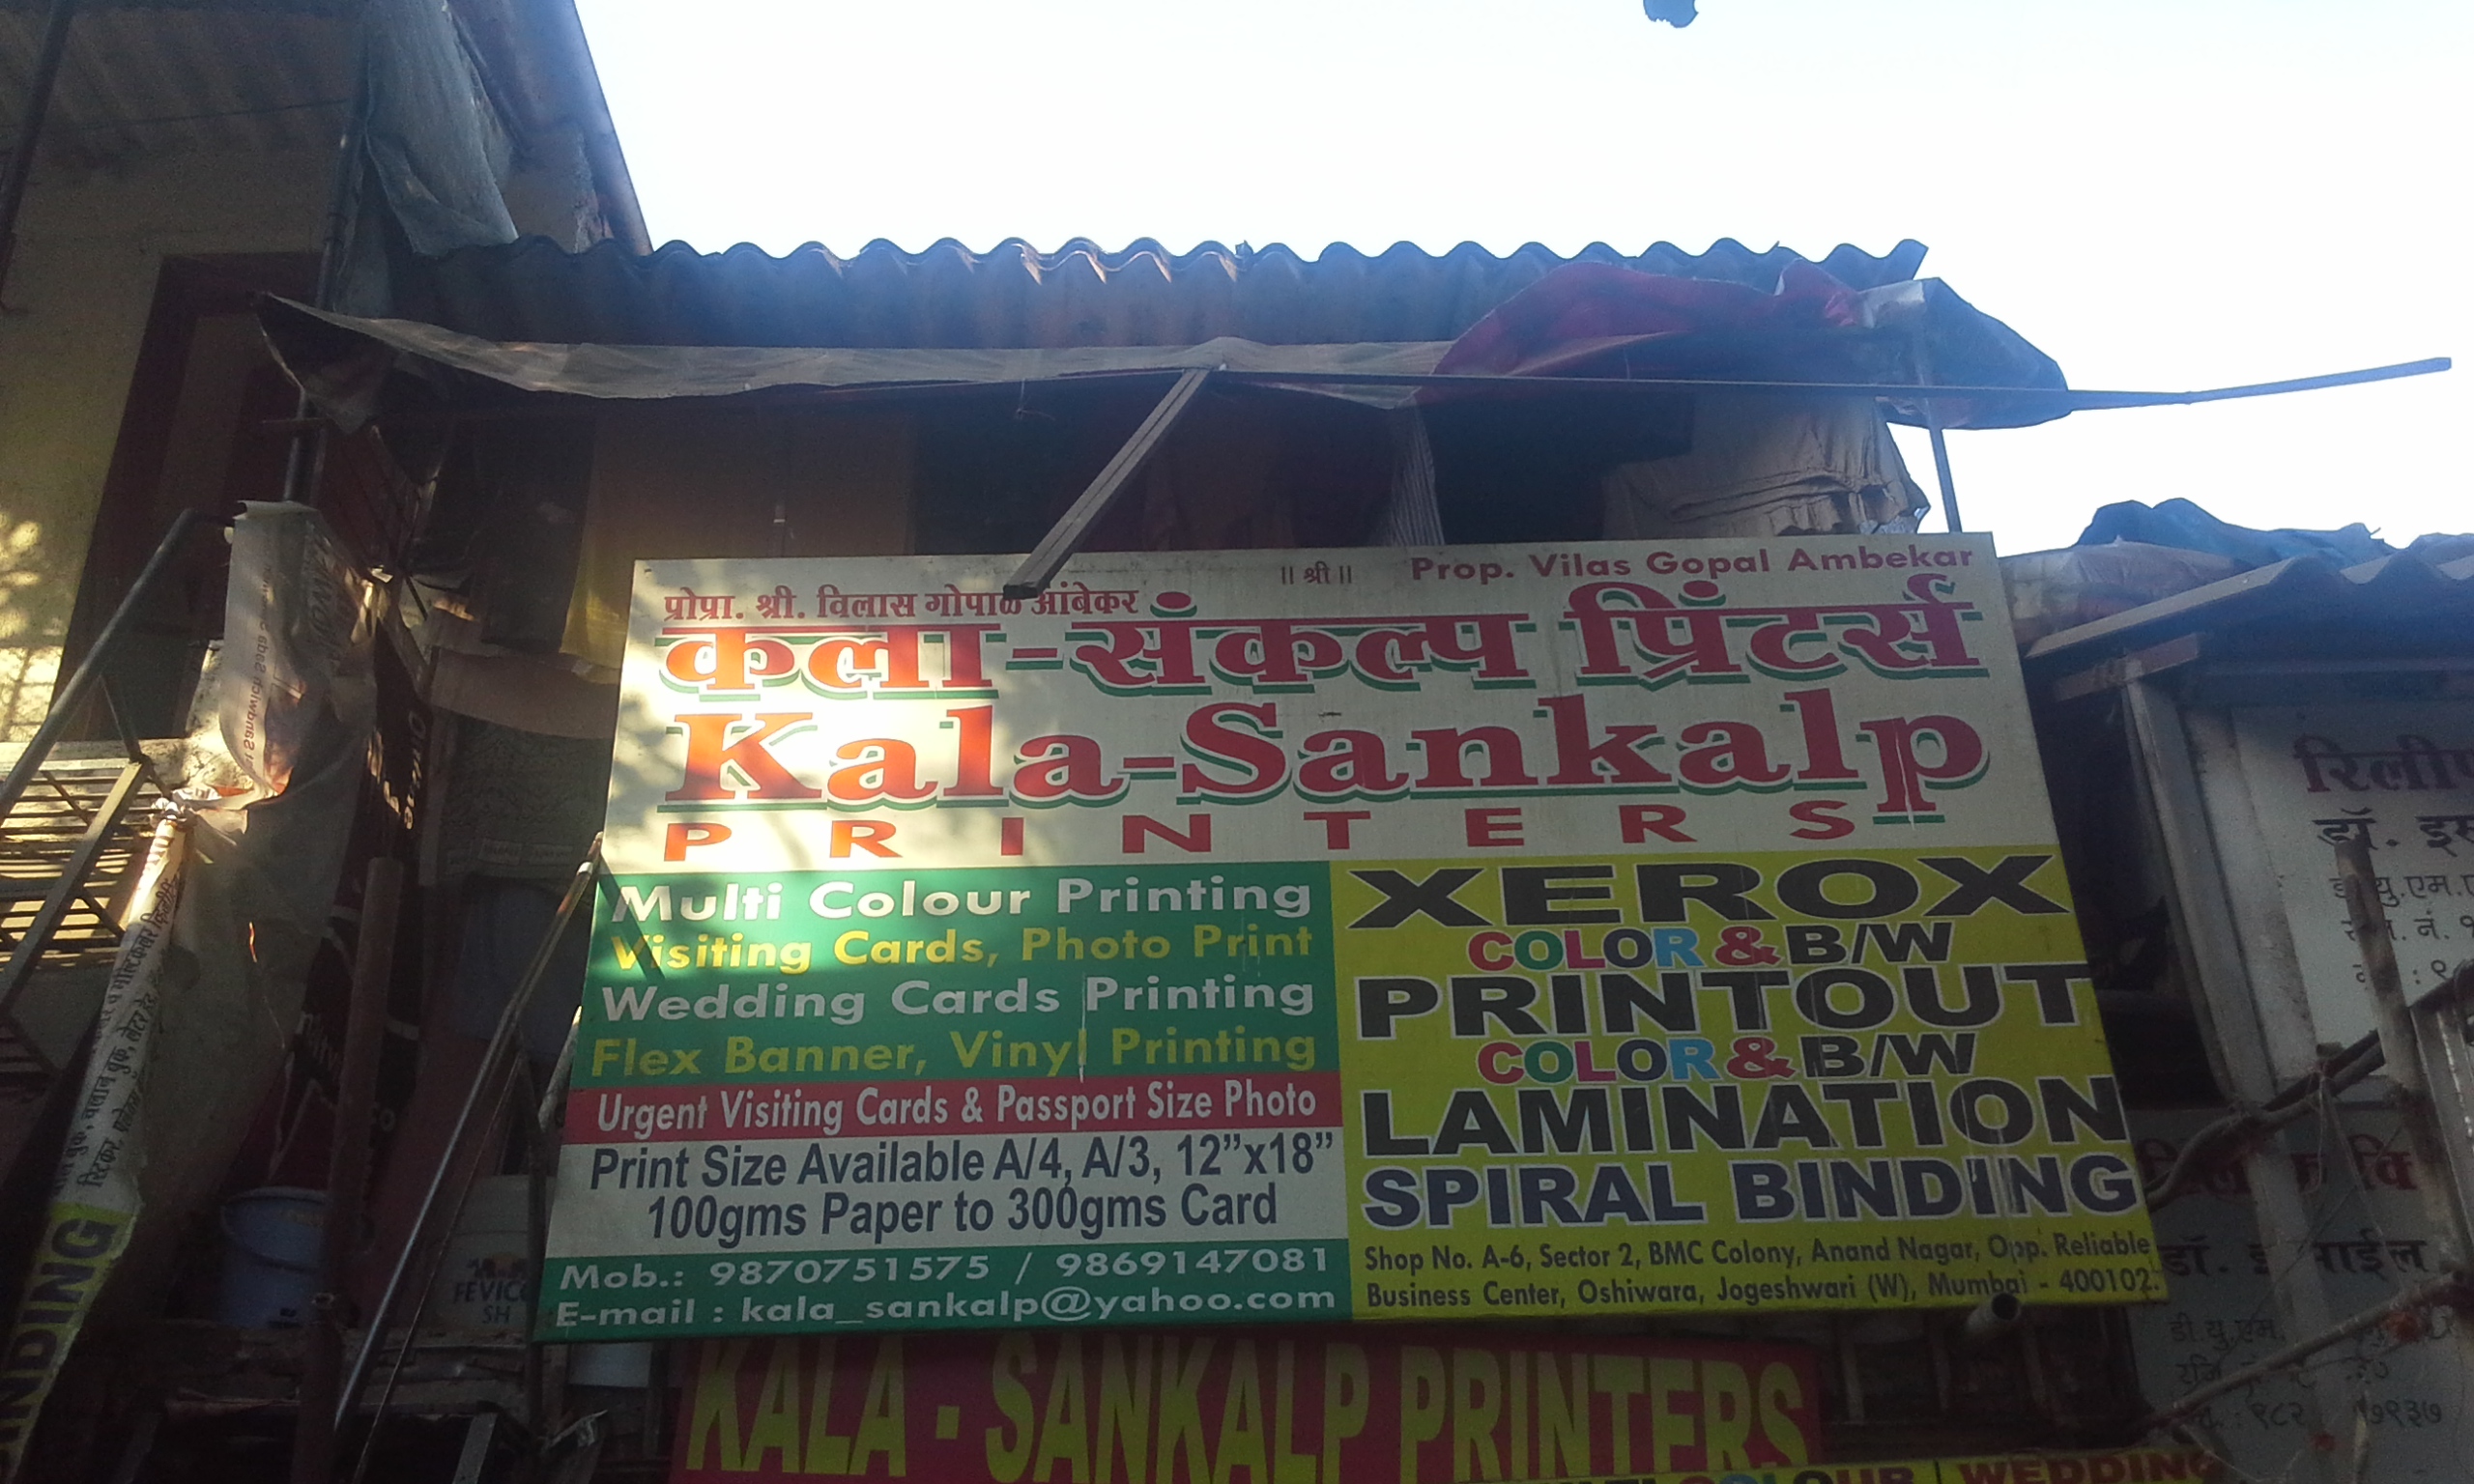 ॥ श्री ॥
Prop. Vilas Gopal Ambekar
प्रोप्रा. श्री. विलास गोपाळ आंबेकर
कला-संकल्प प्रिंटर्स
Kala-Sankalp
PRINTERS
Multi Colour Printing
Visiting Cards, Photo Print
Wedding Cards Printing
Flex Banner, Vinyl Printing
Urgent Visiting Cards & Passport Size Photo
Print Size Available A/4, A/3, 12”x18”
100gms Paper to 300gms Card
Mob.: 9870751575 / 9869147081
E-mail : kala_sankalp@yahoo.com
XEROX
COLOR & B/W
PRINTOUT
COLOR & B/W
LAMINATION
SPIRAL BINDING
Shop No. A-6, Sector 2, BMC Colony, Anand Nagar, Opp. Reliable
Business Center, Oshiwara, Jogeshwari (W), Mumbai - 400102.
KALA - SANKALP PRINTERS
COLOUR | WEDDING
डॉ.
डॉ.
SH